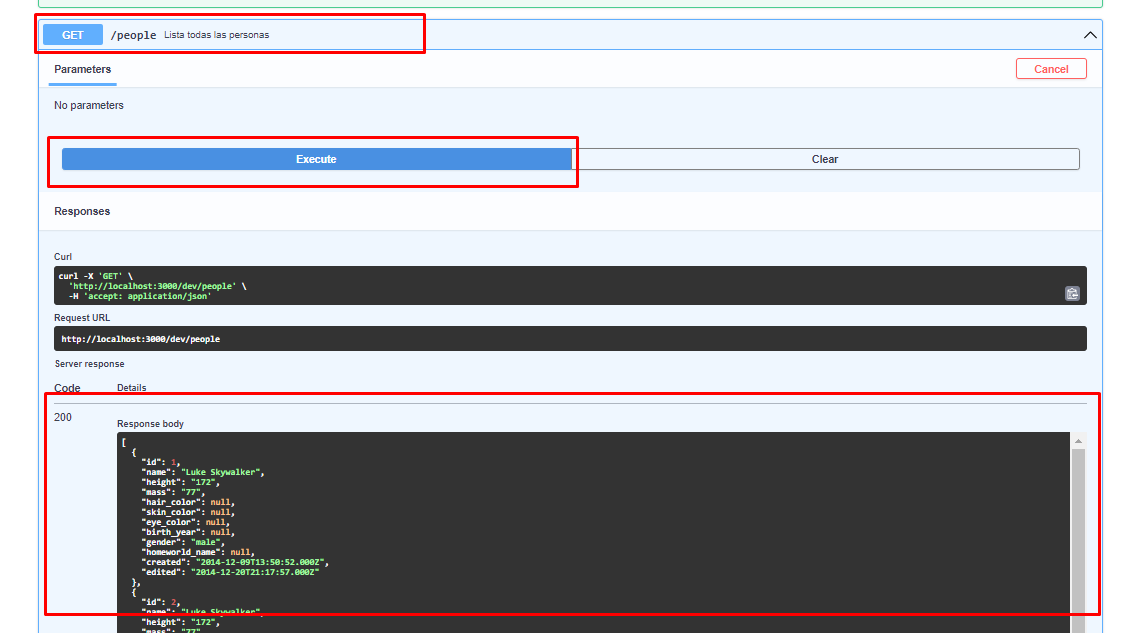 GET /people Lista todas las personas
Parameters
Cancel
No parameters
Execute
Clear
Responses
Curl
curl -X 'GET' \
'http://localhost:3000/dev/people' \
-H 'accept: application/json'
Request URL
http://localhost:3000/dev/people
Server response
Code Details
200
Response body
[
{
"id": 1,
"name": "Luke Skywalker",
"height": "172",
"mass": "77",
"hair_color": null,
"skin_color": null,
"eye_color": null,
"birth_year": null,
"gender": "male",
"homeworld_name": null,
"created": "2014-12-09T13:50:52.000Z",
"edited": "2014-12-20T21:17:57.000Z"
},
{
"id": 2,
"name": "Luke Skywalker",
"height": "172",
"mass": "77"